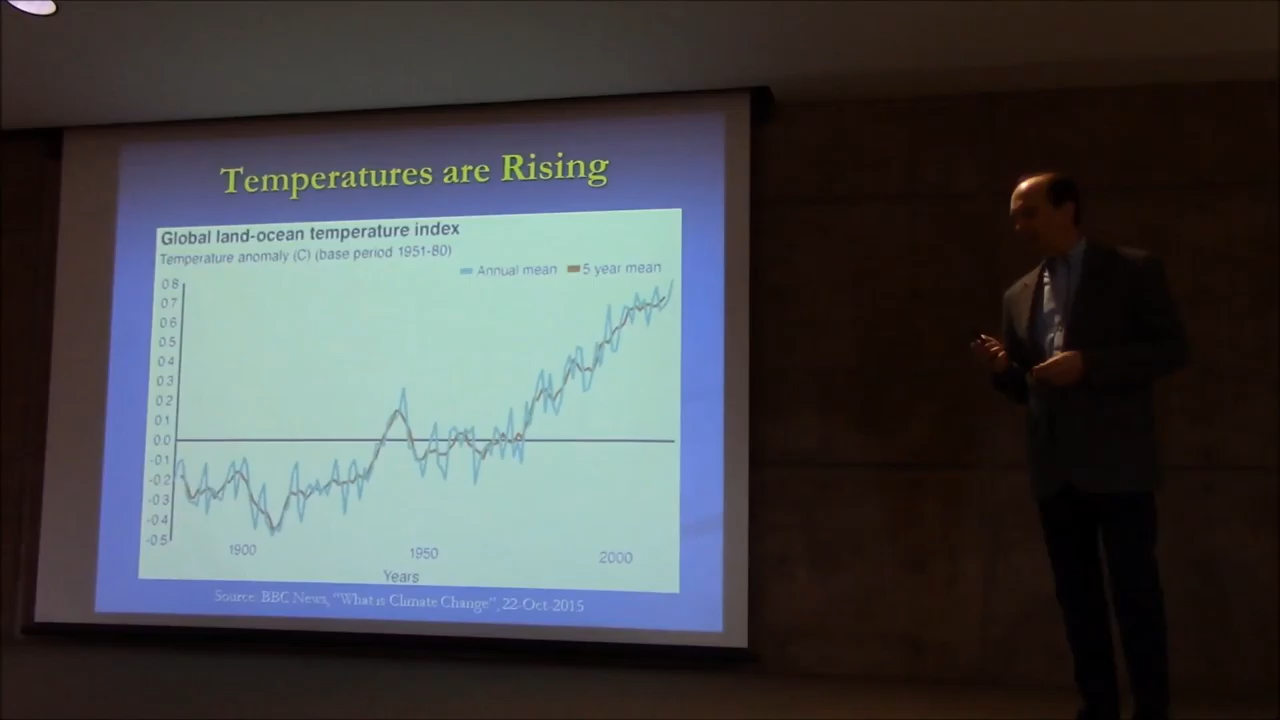 Temperatures are Rising
Global land-ocean temperature index
Temperature anomaly (C) (base period 1951-80)
Annual mean 5 year mean
0.8
0.7
0.6
0.5
0.4
0.3
0.2
0.1
0.0
-0.1
-0.2
-0.3
-0.4
-0.5
1900 1950 2000
Years
Source: BBC News, "What is Climate Change", 22-Oct-2015